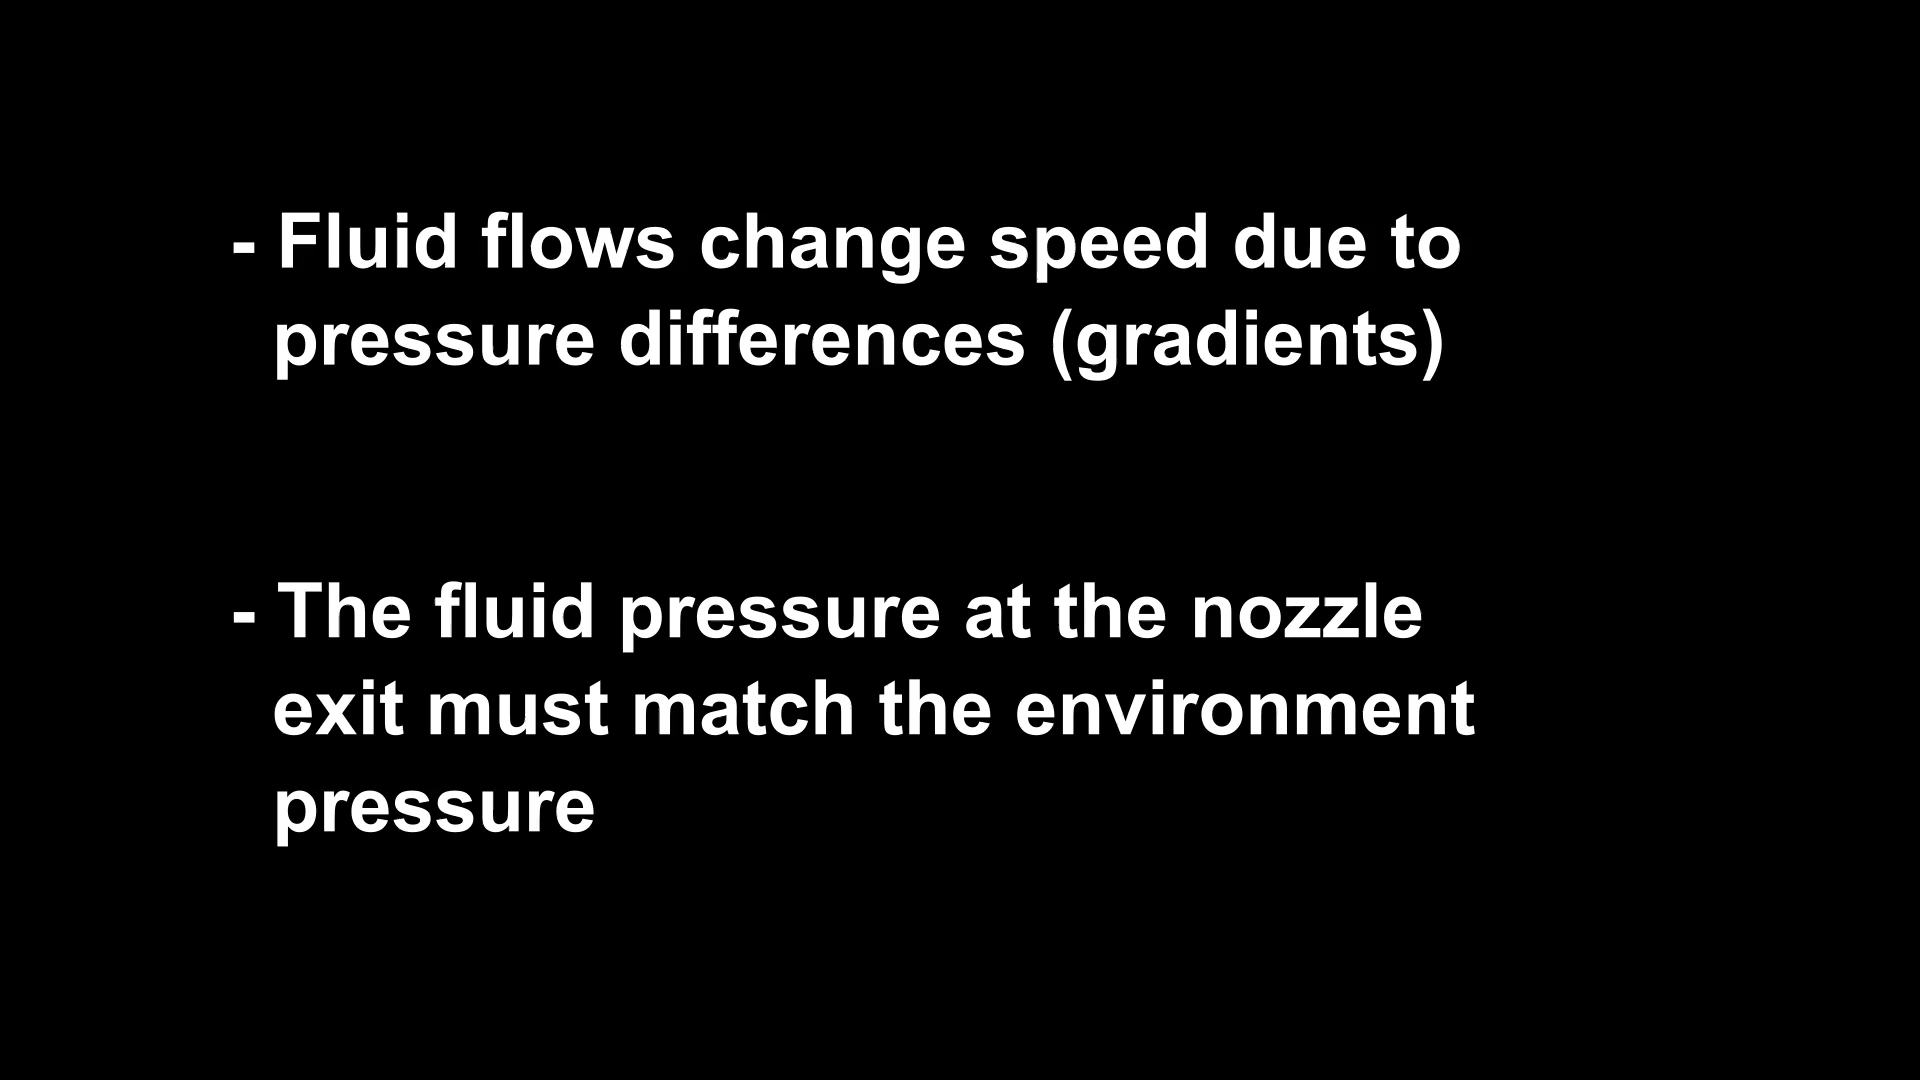 - Fluid flows change speed due to
pressure differences (gradients)
- The fluid pressure at the nozzle
exit must match the environment
pressure